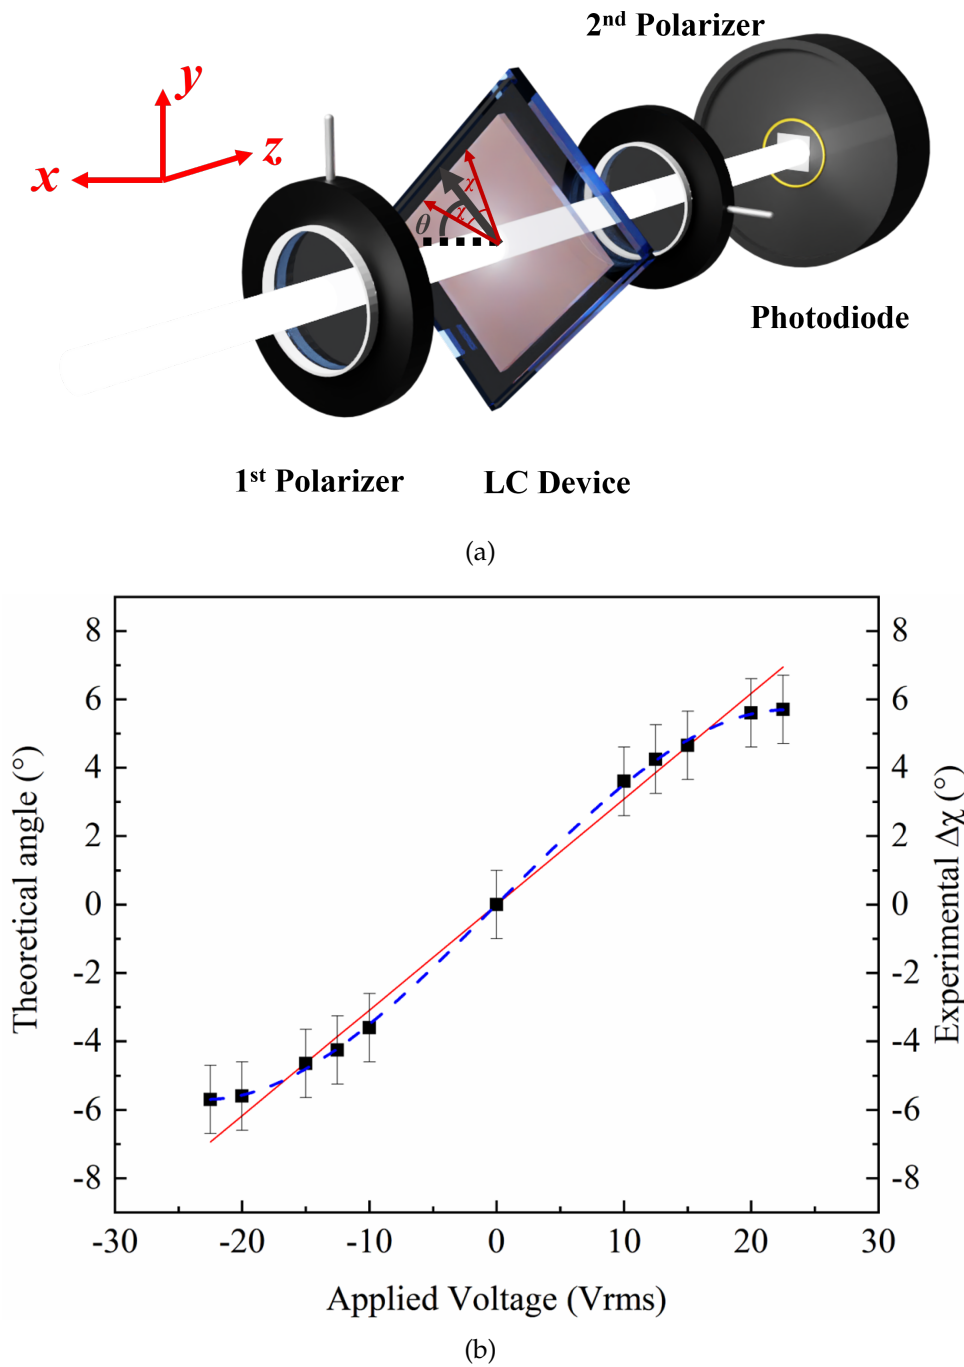 2nd Polarizer
y
x
z
χ
θ
χ
Photodiode
1st Polarizer
LC Device
(a)
8
8
6
6
4
4
2
2
0
0
-2
-2
-4
-4
-6
-6
-8
-8
Theoretical angle (°)
Experimental Δχ (°)
-30
-20
-10
0
10
20
30
Applied Voltage (Vrms)
(b)